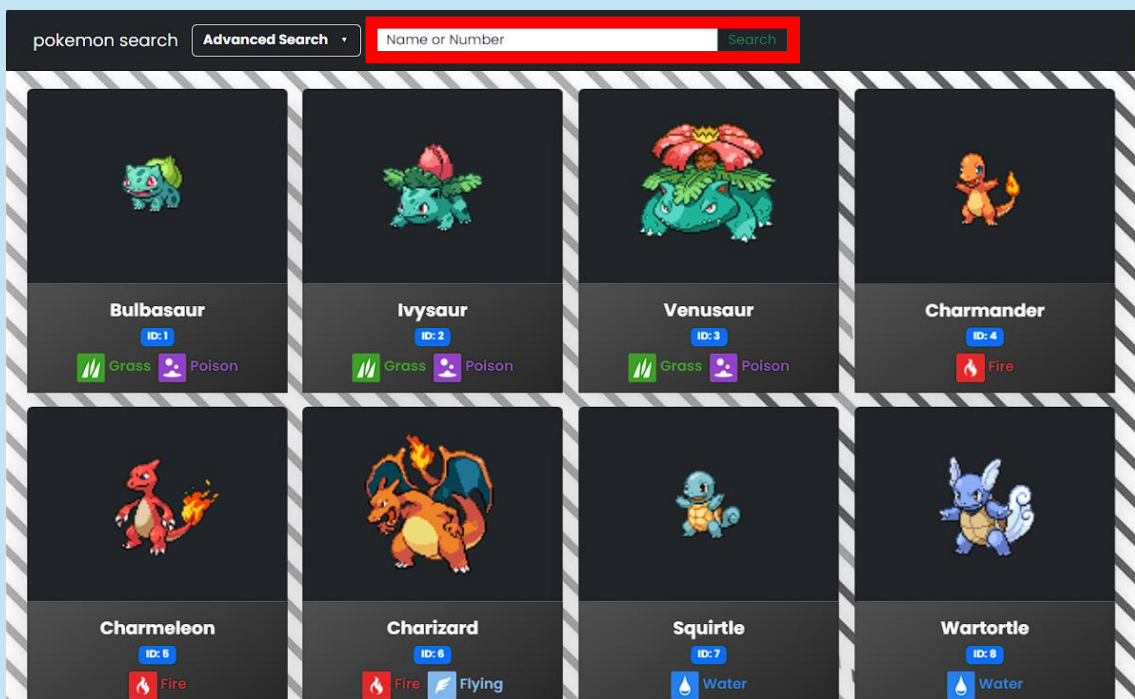 pokemon search Advanced Search Name or Number Search
Bulbasaur Ivysaur Venusaur Charmander
ID: 1 ID: 2 ID: 3 ID: 4
Grass Poison Grass Poison Grass Poison Fire
Charmeleon Charizard Squirtle Wartortle
ID: 5 ID: 6 ID: 7 ID: 8
Fire Fire Flying Water Water